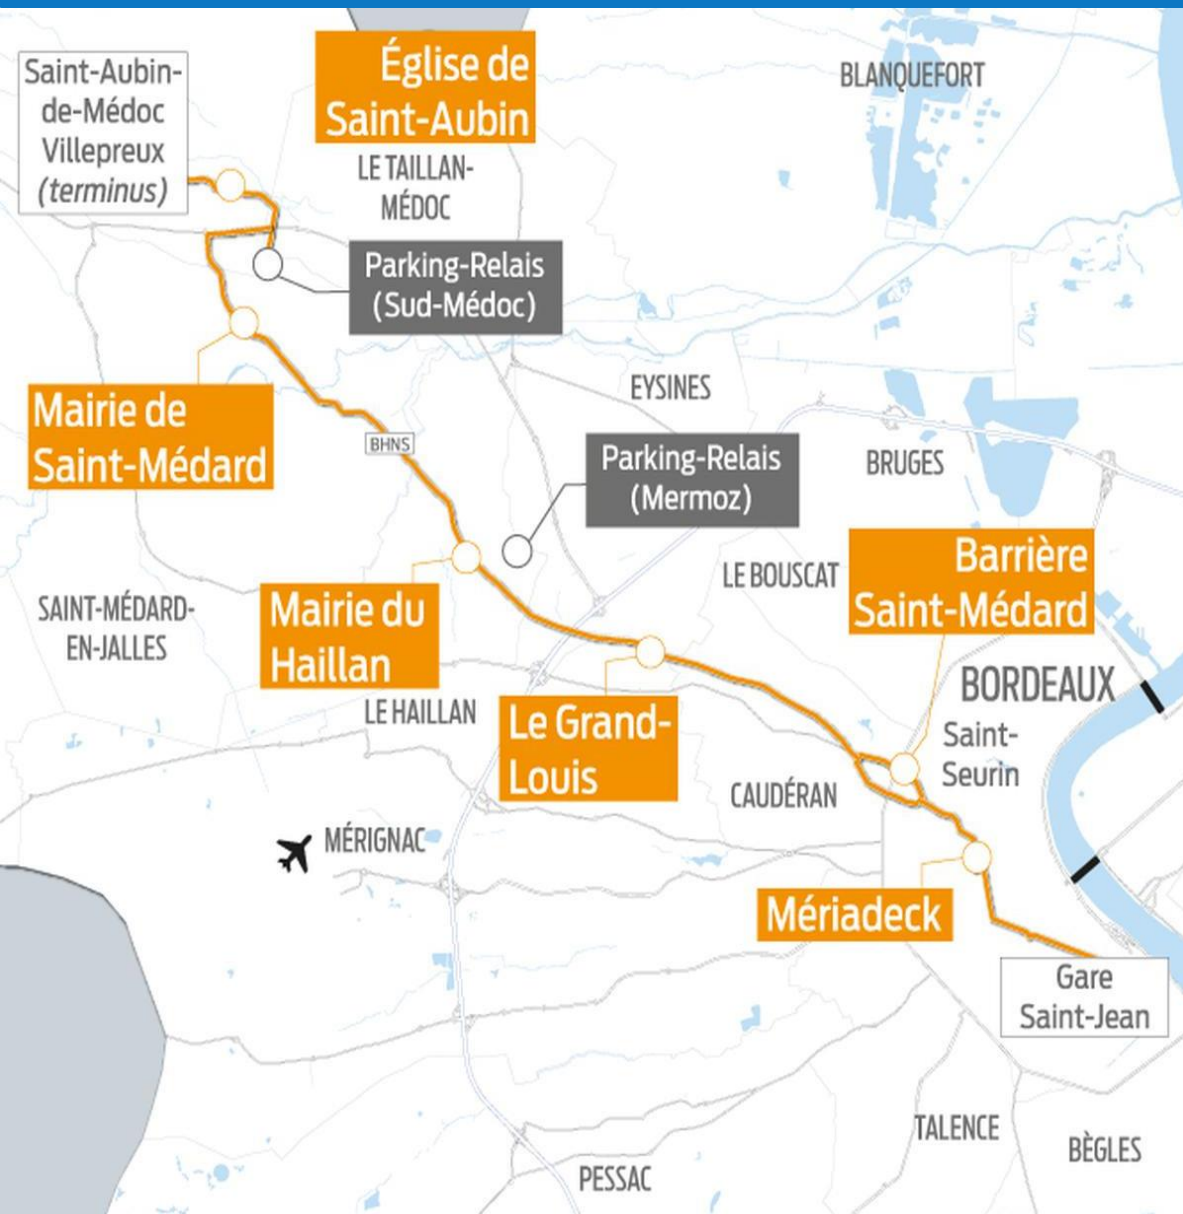 Saint-Aubin-
de-Médoc
Villepreux
(terminus)
Église de
Saint-Aubin
BLANQUEFORT
LE TAILLAN-
MÉDOC
Parking-Relais
(Sud-Médoc)
Mairie de
Saint-Médard
EYSINES
BHNS
Parking-Relais
(Mermoz)
BRUGES
LE BOUSCAT
Barrière
Saint-Médard
SAINT-MÉDARD-
EN-JALLES
Mairie du
Haillan
LE HAILLAN
Le Grand-
Louis
BORDEAUX
Saint-
Seurin
CAUDÉRAN
MÉRIGNAC
Mériadeck
Gare
Saint-Jean
TALENCE
BÈGLES
PESSAC